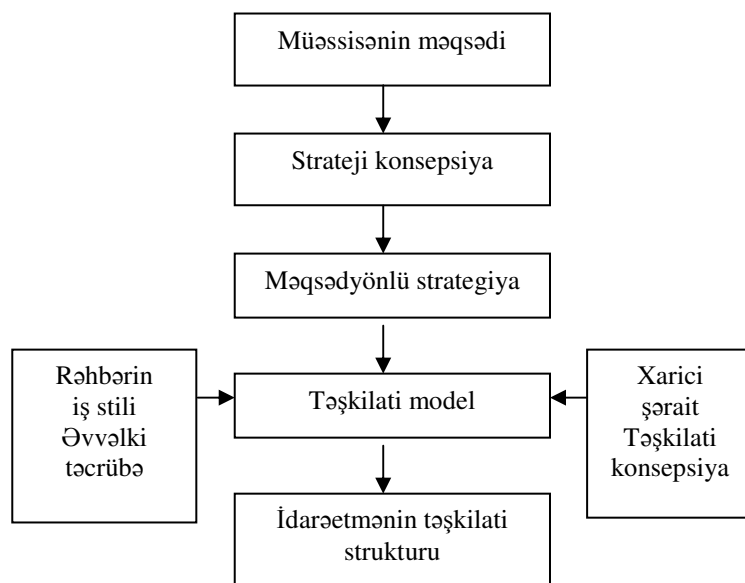 Müəssisənin məqsədi
Strateji konsepsiya
Məqsədyönlü strategiya
Rəhbərin
iş stili
Əvvəlki
təcrübə
Təşkilati model
Xarici
şərait
Təşkilati
konsepsiya
İdarəetmənin təşkilati
strukturu